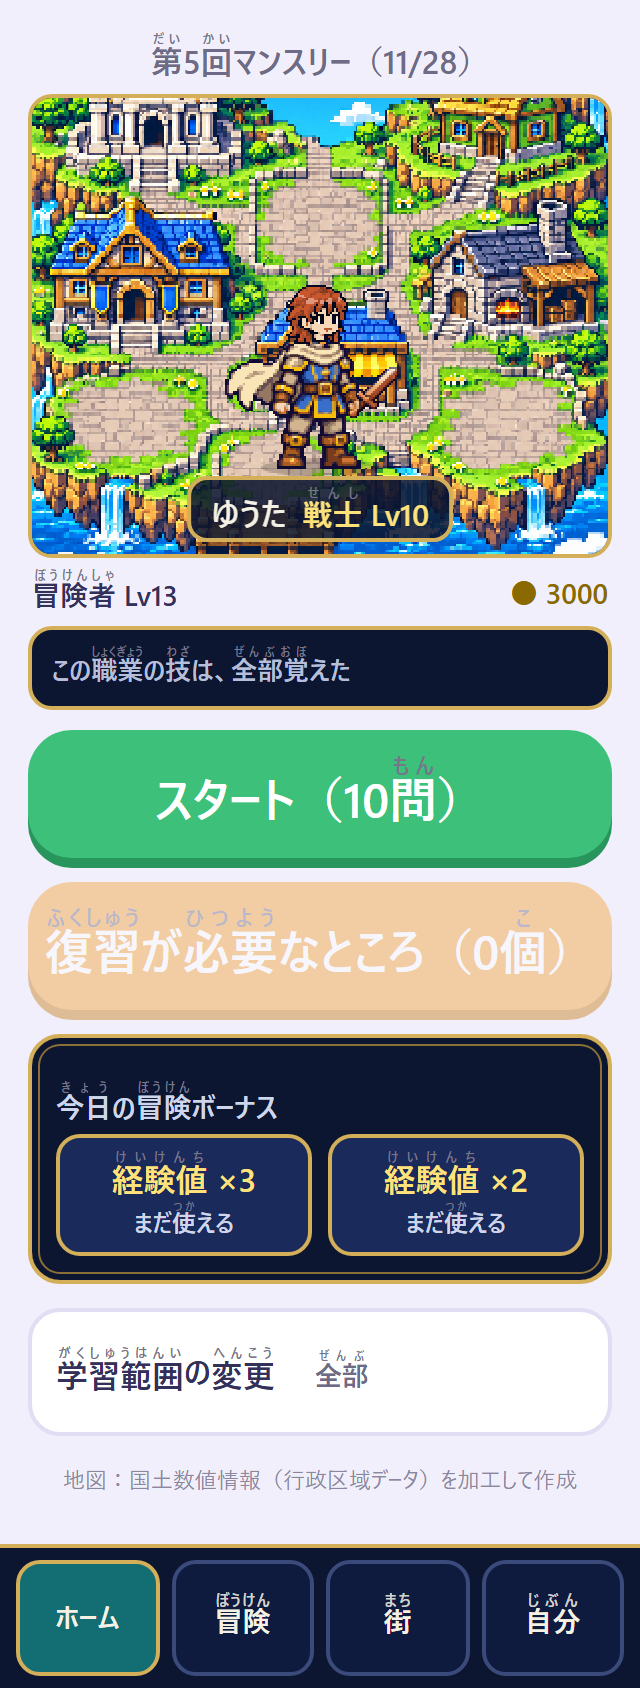 第5回マンスリー（11/28）
ゆうた 戦士 Lv10
冒険者 Lv13
3000
この職業の技は、全部覚えた
スタート（10問）
復習が必要なところ（0個）
今日の冒険ボーナス
経験値 ×3
まだ使える
経験値 ×2
まだ使える
学習範囲の変更 全部
地図：国土数値情報（行政区域データ）を加工して作成
ホーム
冒険
街
自分